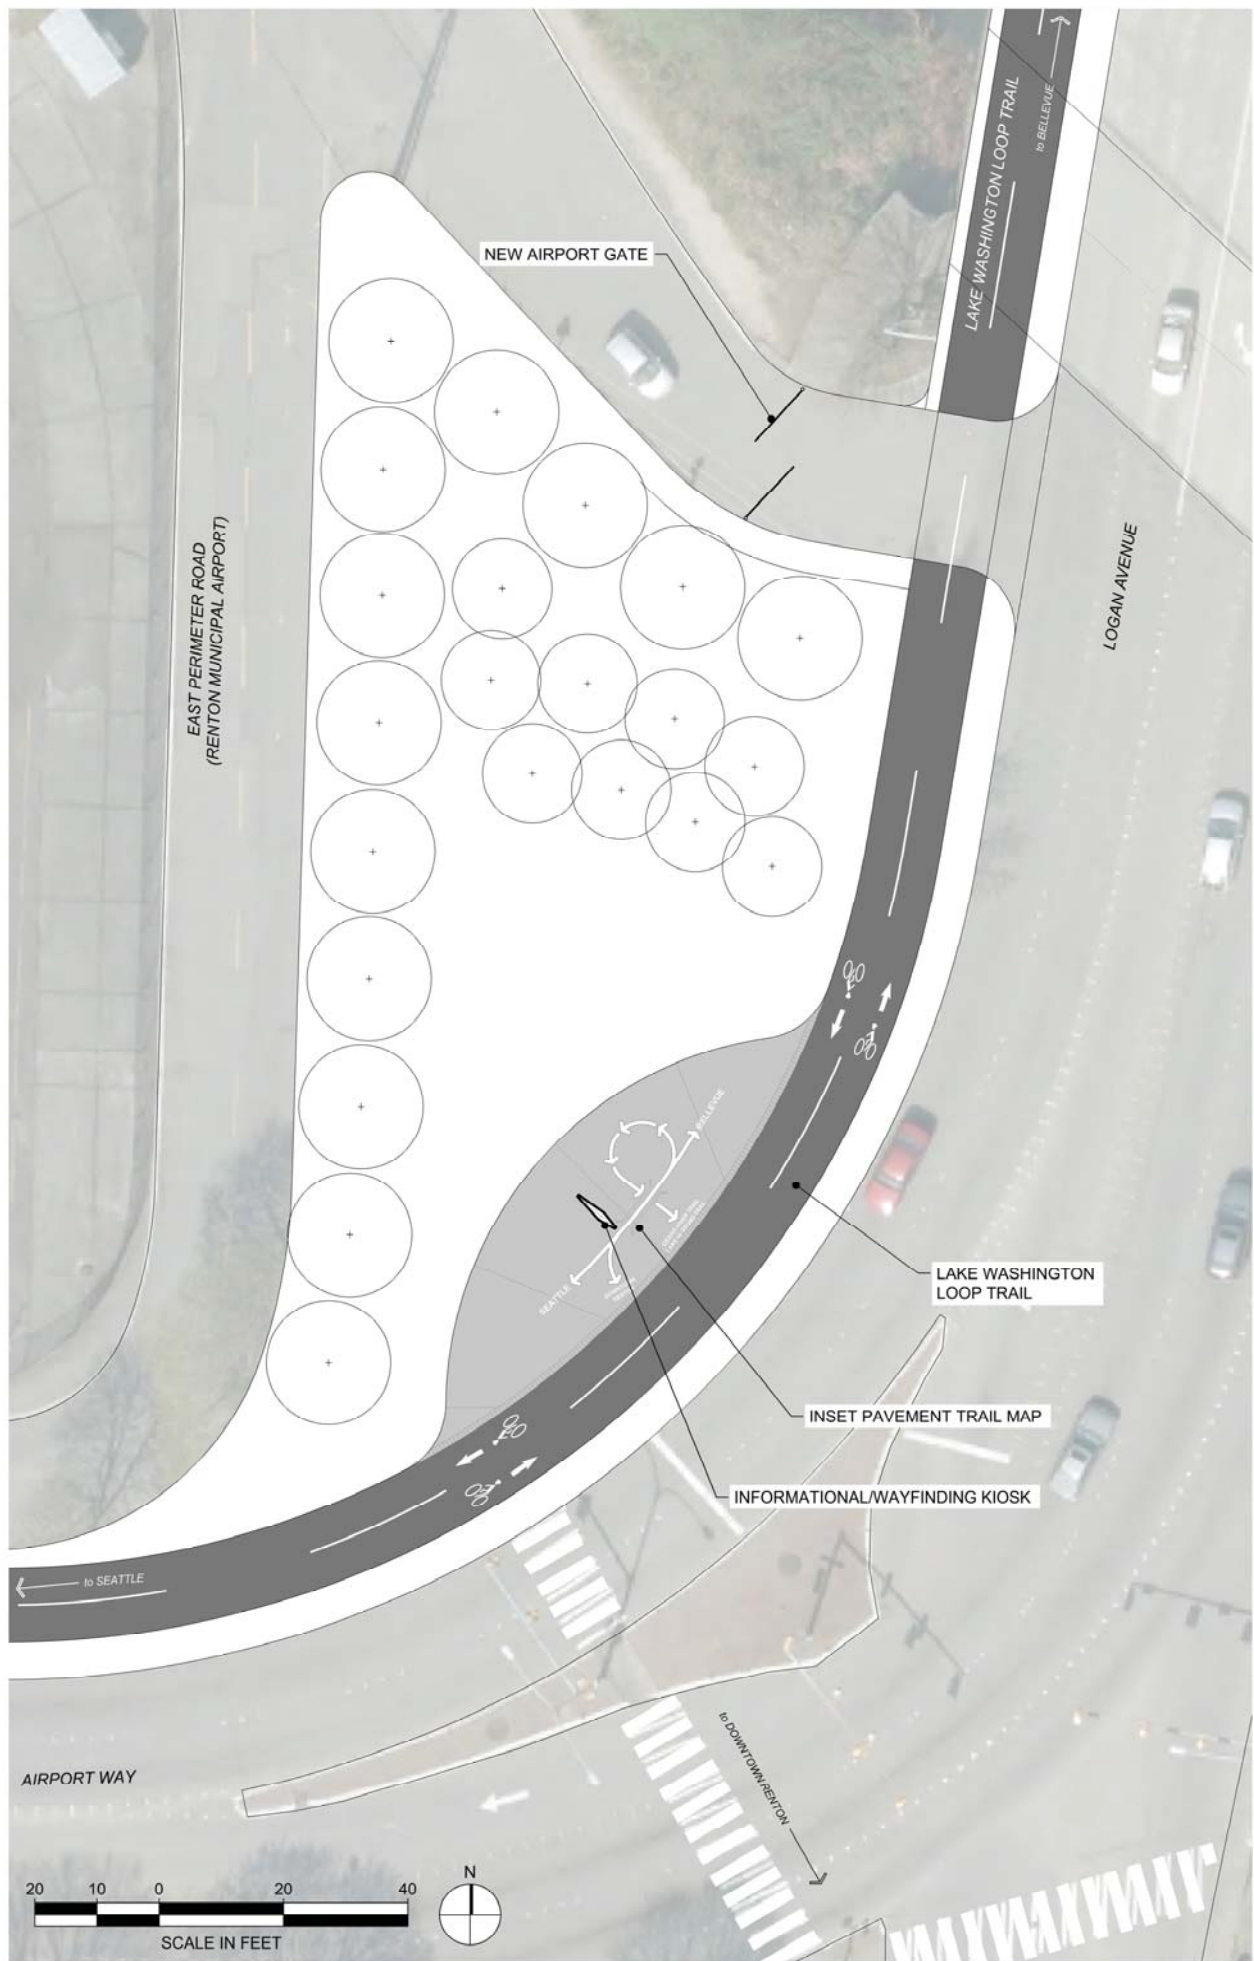 LAKE WASHINGTON LOOP TRAIL
to BELLEVUE
NEW AIRPORT GATE
EAST PERIMETER ROAD
(RENTON MUNICIPAL AIRPORT)
LOGAN AVENUE
BELLEVUE
SEATTLE
LAKE WASHINGTON
LOOP TRAIL
INSET PAVEMENT TRAIL MAP
INFORMATIONAL/WAYFINDING KIOSK
to SEATTLE
to DOWNTOWN RENTON
AIRPORT WAY
N
20 10 0 20 40
SCALE IN FEET